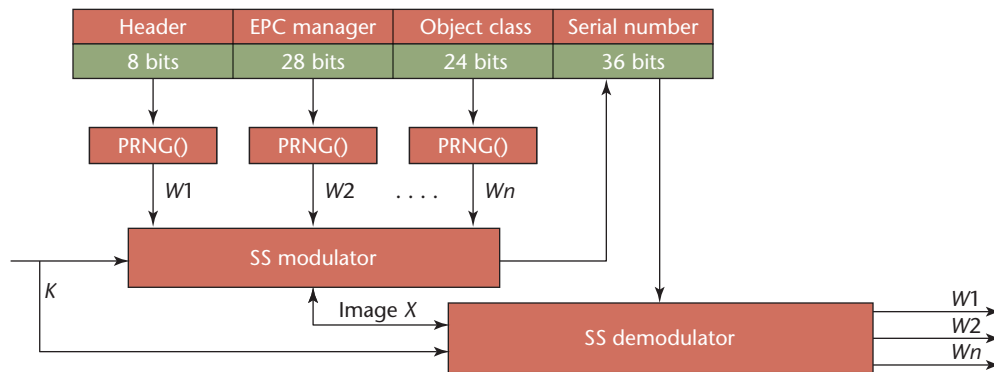 Header EPC manager Object class Serial number
8 bits 28 bits 24 bits 36 bits
PRNG() PRNG() PRNG()
W1 W2 .... Wn
SS modulator
K
Image X
SS demodulator
W1
W2
Wn